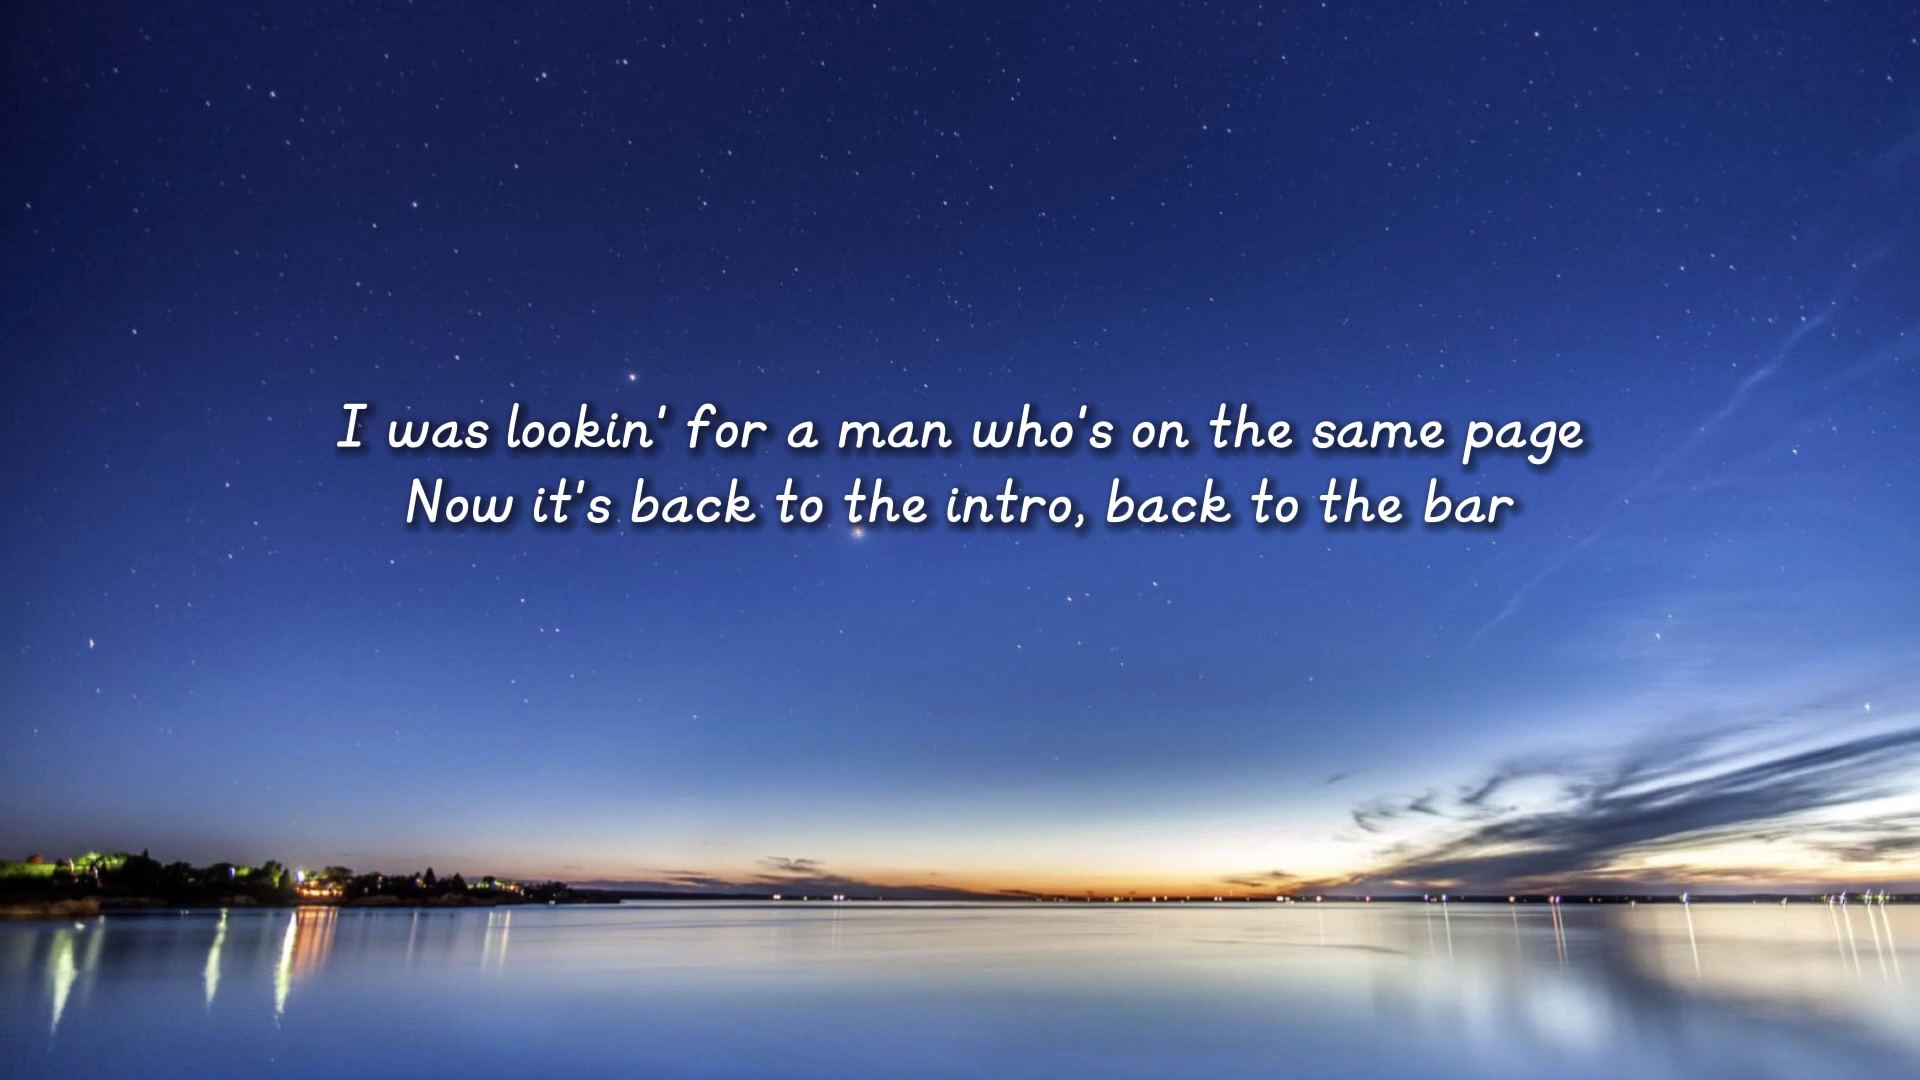 I was lookin' for a man who's on the same page
Now it's back to the intro, back to the bar